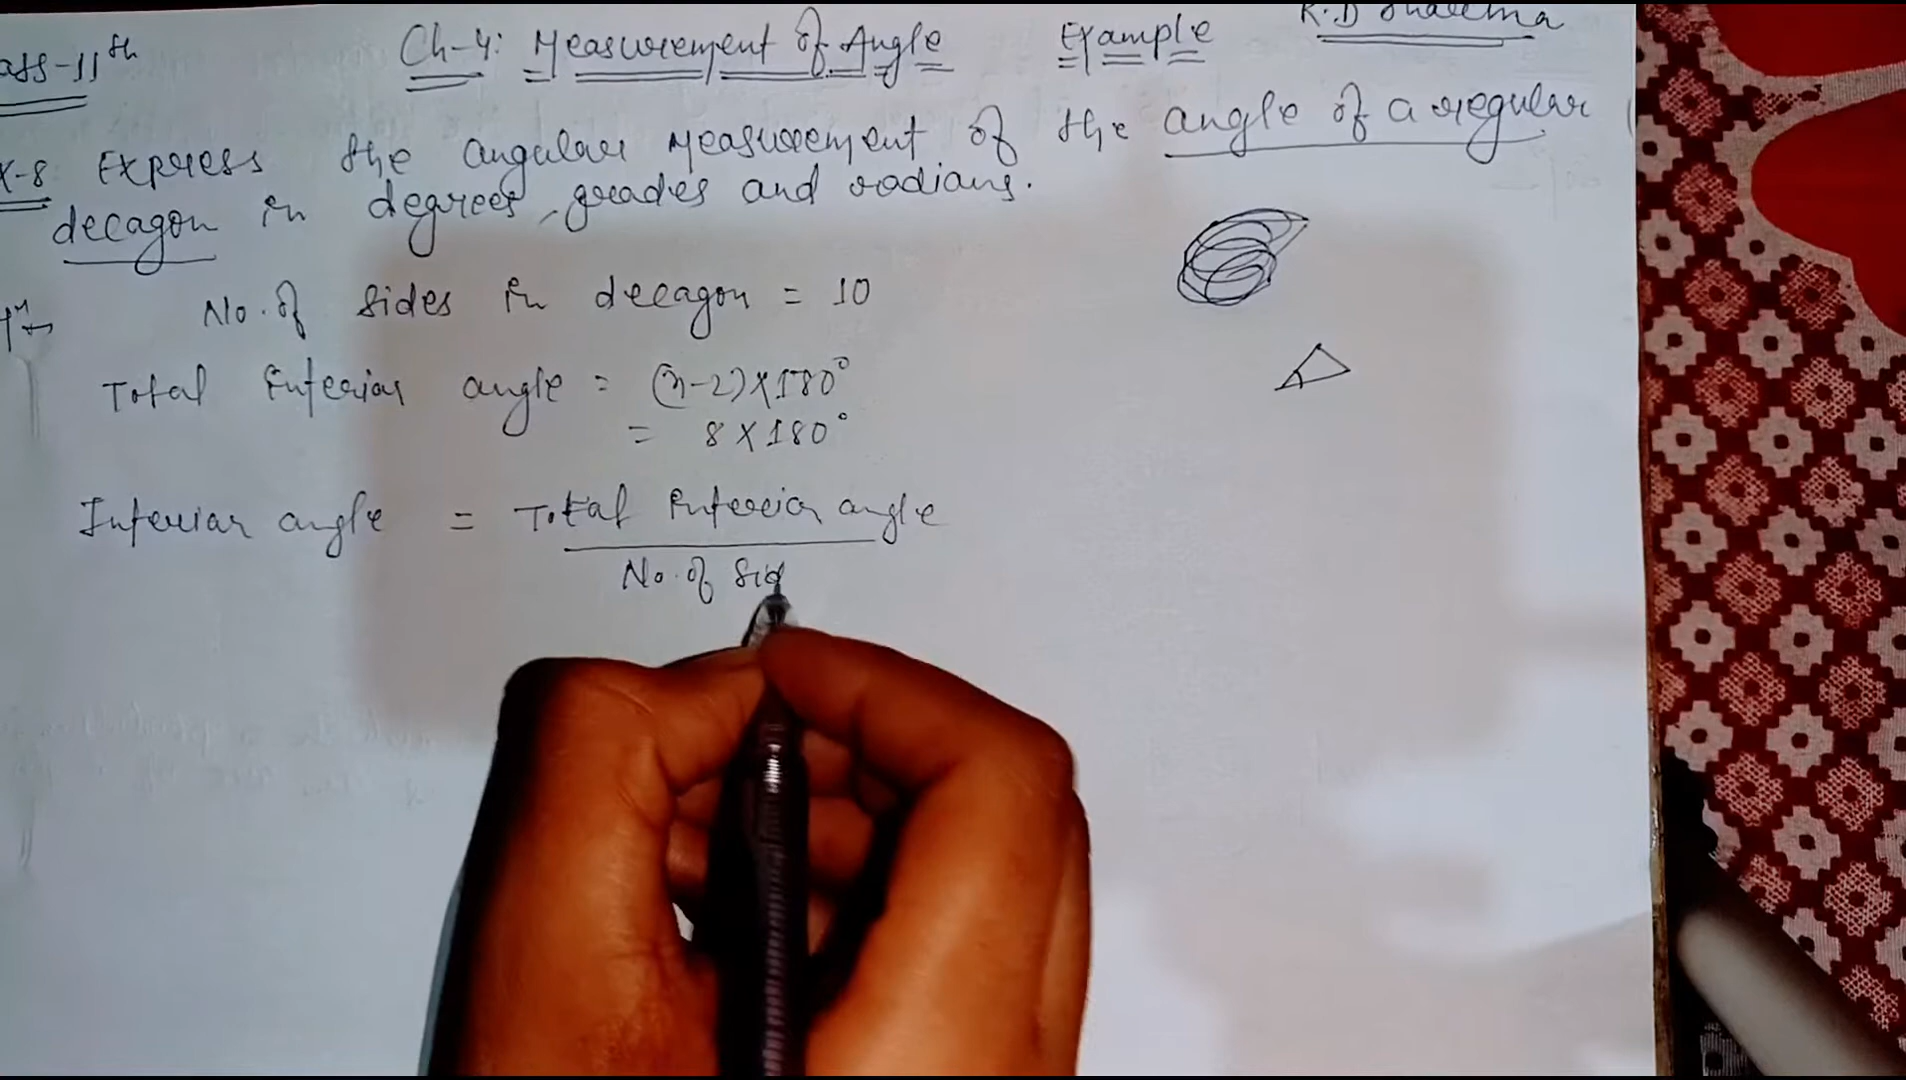 ass-11th Ch-4: Measurement of Angle Example R.D Sharma
x-8 Express the angular measurement of the angle of a regular
decagon in degrees, grades and radians.
No. of sides in decagon = 10
Total interior angle = (n-2)×180°
= 8×180°
Interior angle = Total interior angle
No. of Sid